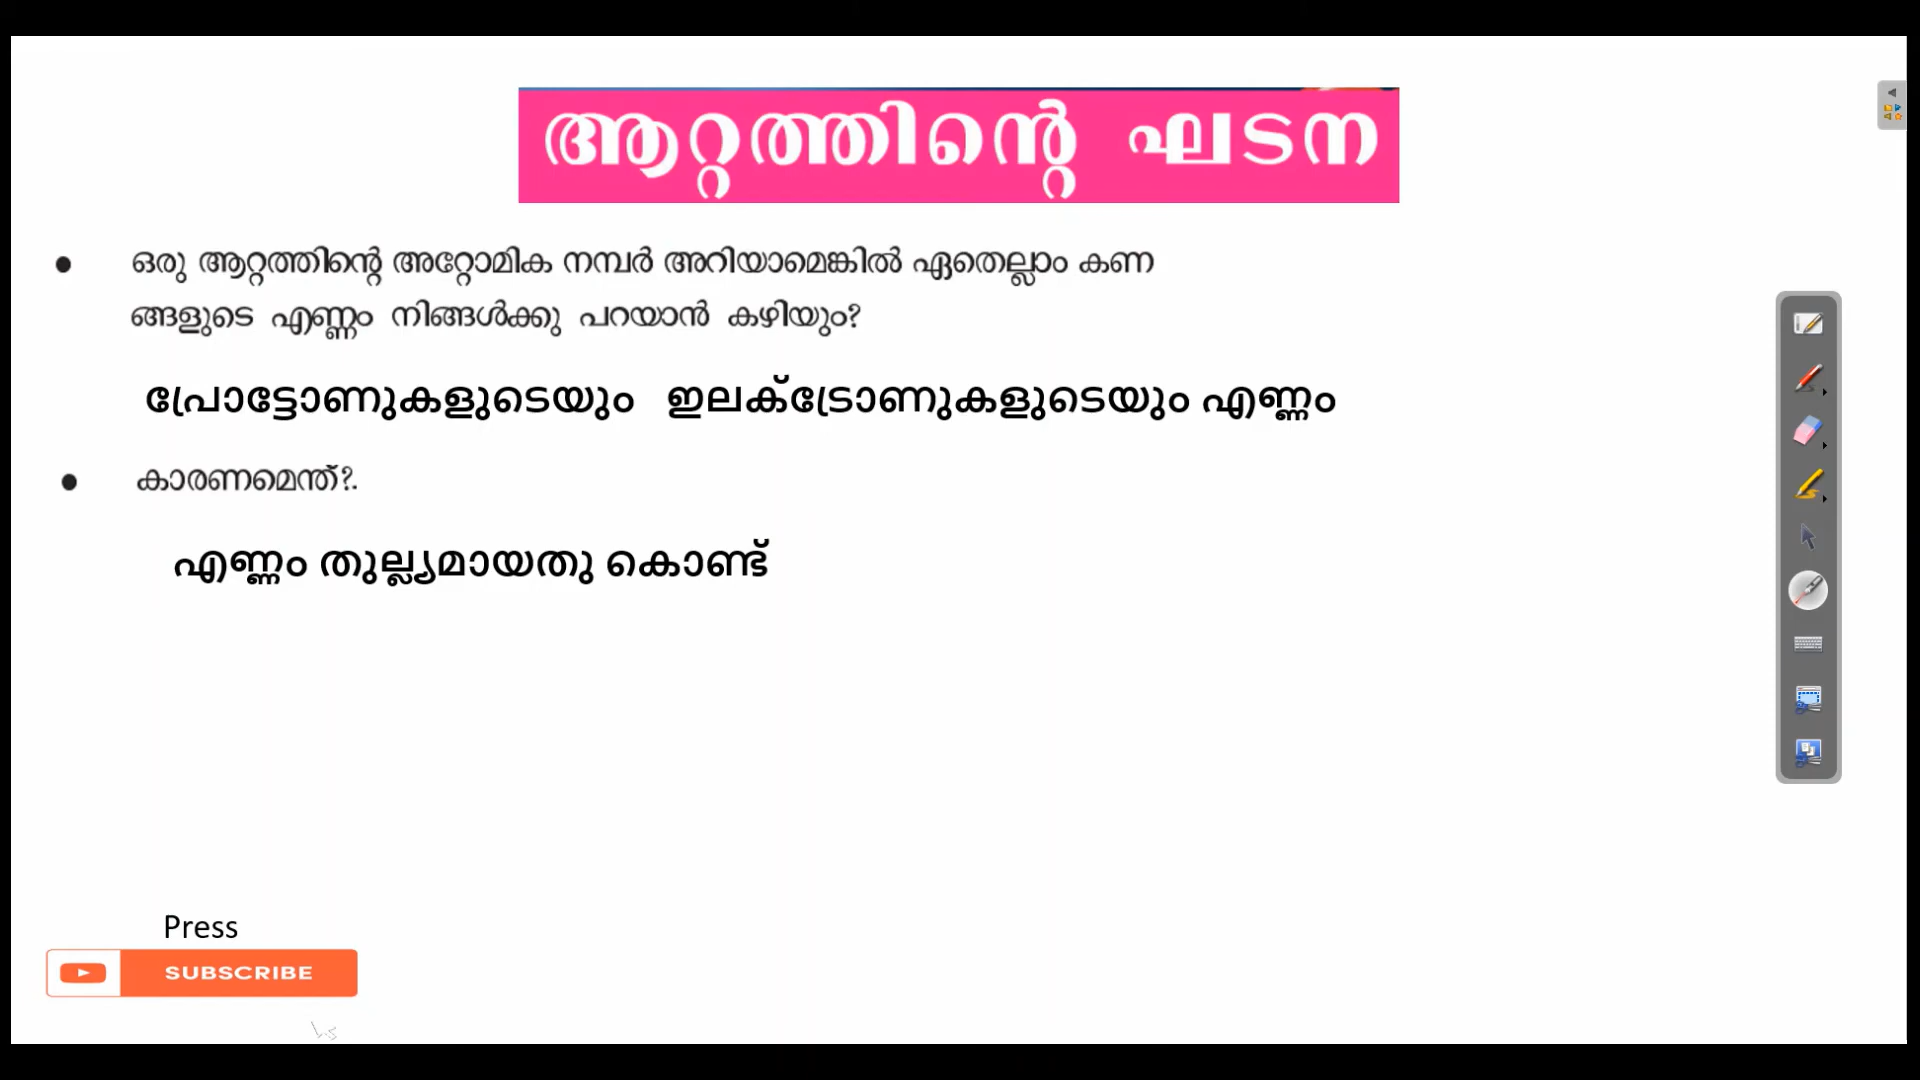 ആറ്റത്തിന്റെ ഘടന
● ഒരു ആറ്റത്തിന്റെ അറ്റോമിക നമ്പർ അറിയാമെങ്കിൽ ഏതെല്ലാം കണ
ങ്ങളുടെ എണ്ണം നിങ്ങൾക്കു പറയാൻ കഴിയും?
പ്രോട്ടോണുകളുടെയും ഇലക്ട്രോണുകളുടെയും എണ്ണം
● കാരണമെന്ത്?.
എണ്ണം തുല്ല്യമായതു കൊണ്ട്
Press
SUBSCRIBE